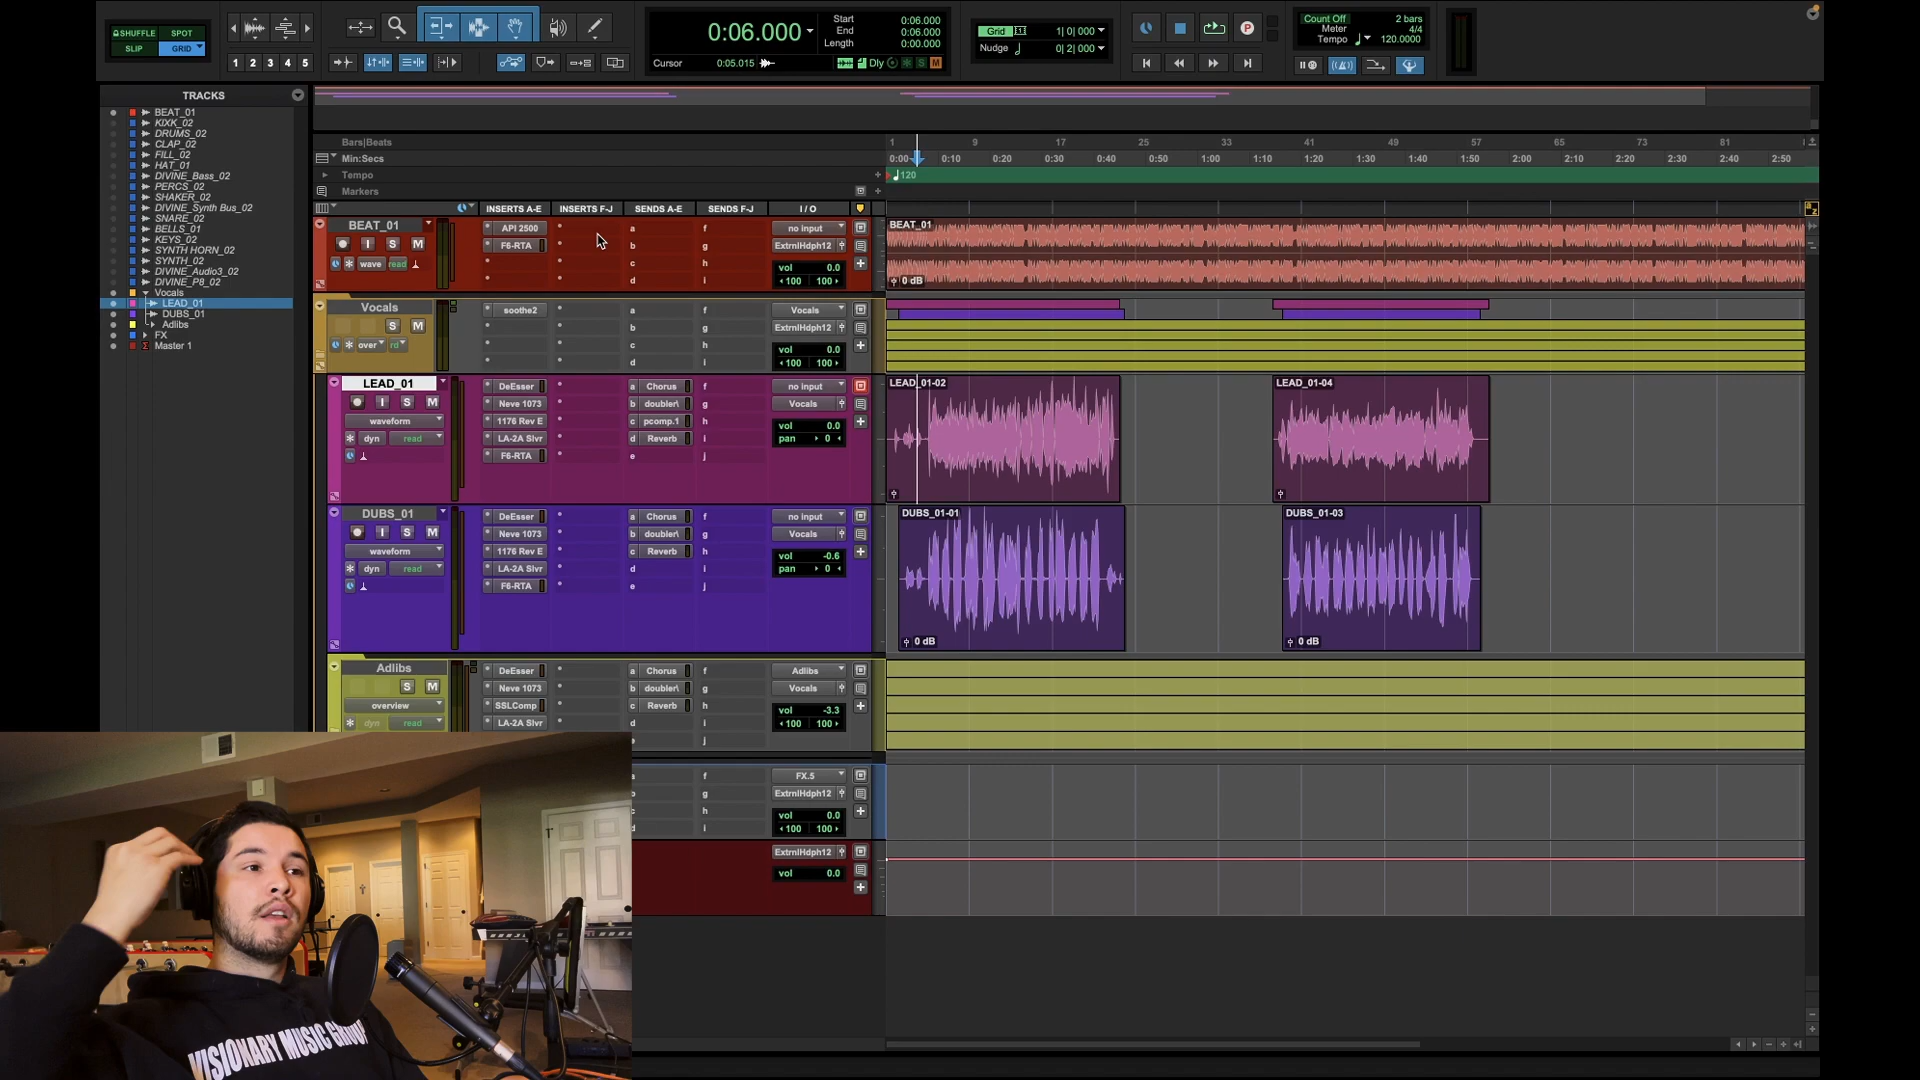 SHUFFLE SPOT
SLIP GRID
1 2 3 4 5
0:06.000
Start 0:06.000
End 0:06.000
Length 0:00.000
Cursor 0:05.015
Dly S M
Grid 1| 0| 000
Nudge 0| 2| 000
Count Off 2 bars
Meter 4/4
Tempo 120.0000
TRACKS
BEAT_01
KIXK_02
DRUMS_02
CLAP_02
FILL_02
HAT_01
DIVINE_Bass_02
PERCS_02
SHAKER_02
DIVINE_Synth Bus_02
SNARE_02
BELLS_01
KEYS_02
SYNTH HORN_02
SYNTH_02
DIVINE_Audio3_02
DIVINE_P8_02
Vocals
LEAD_01
DUBS_01
Adlibs
FX
Master 1
Bars|Beats 1 9 17 25 33 41 49 57 65 73 81
Min:Secs 0:00 0:10 0:20 0:30 0:40 0:50 1:00 1:10 1:20 1:30 1:40 1:50 2:00 2:10 2:20 2:30 2:40 2:50
Tempo 120
Markers
INSERTS A-E INSERTS F-J SENDS A-E SENDS F-J I / O
BEAT_01 API 2500 a f no input BEAT_01
I S M F6-RTA b g ExtrnlHdph12
wave read c h vol 0.0
d i 100 100 0 dB
Vocals soothe2 a f Vocals
S M b g ExtrnlHdph12
over rd c h vol 0.0
d i 100 100
LEAD_01 DeEsser a Chorus f no input LEAD_01-02 LEAD_01-04
I S M Neve 1073 b doubler\ g Vocals
waveform 1176 Rev E c pcomp.1 h vol 0.0
dyn read LA-2A Slvr d Reverb i pan 0
F6-RTA e j
DUBS_01 DeEsser a Chorus f no input DUBS_01-01 DUBS_01-03
I S M Neve 1073 b doubler\ g Vocals
waveform 1176 Rev E c Reverb h vol -0.6
dyn read LA-2A Slvr d i pan 0
F6-RTA e j 0 dB 0 dB
Adlibs DeEsser a Chorus f Adlibs
S M Neve 1073 b doubler\ g Vocals
overview SSLComp c Reverb h vol -3.3
dyn read LA-2A Slvr d i 100 100
e j
a f FX.5
b g ExtrnlHdph12
c h vol 0.0
d i 100 100
ExtrnlHdph12
vol 0.0
VISIONARY MUSIC GROUP